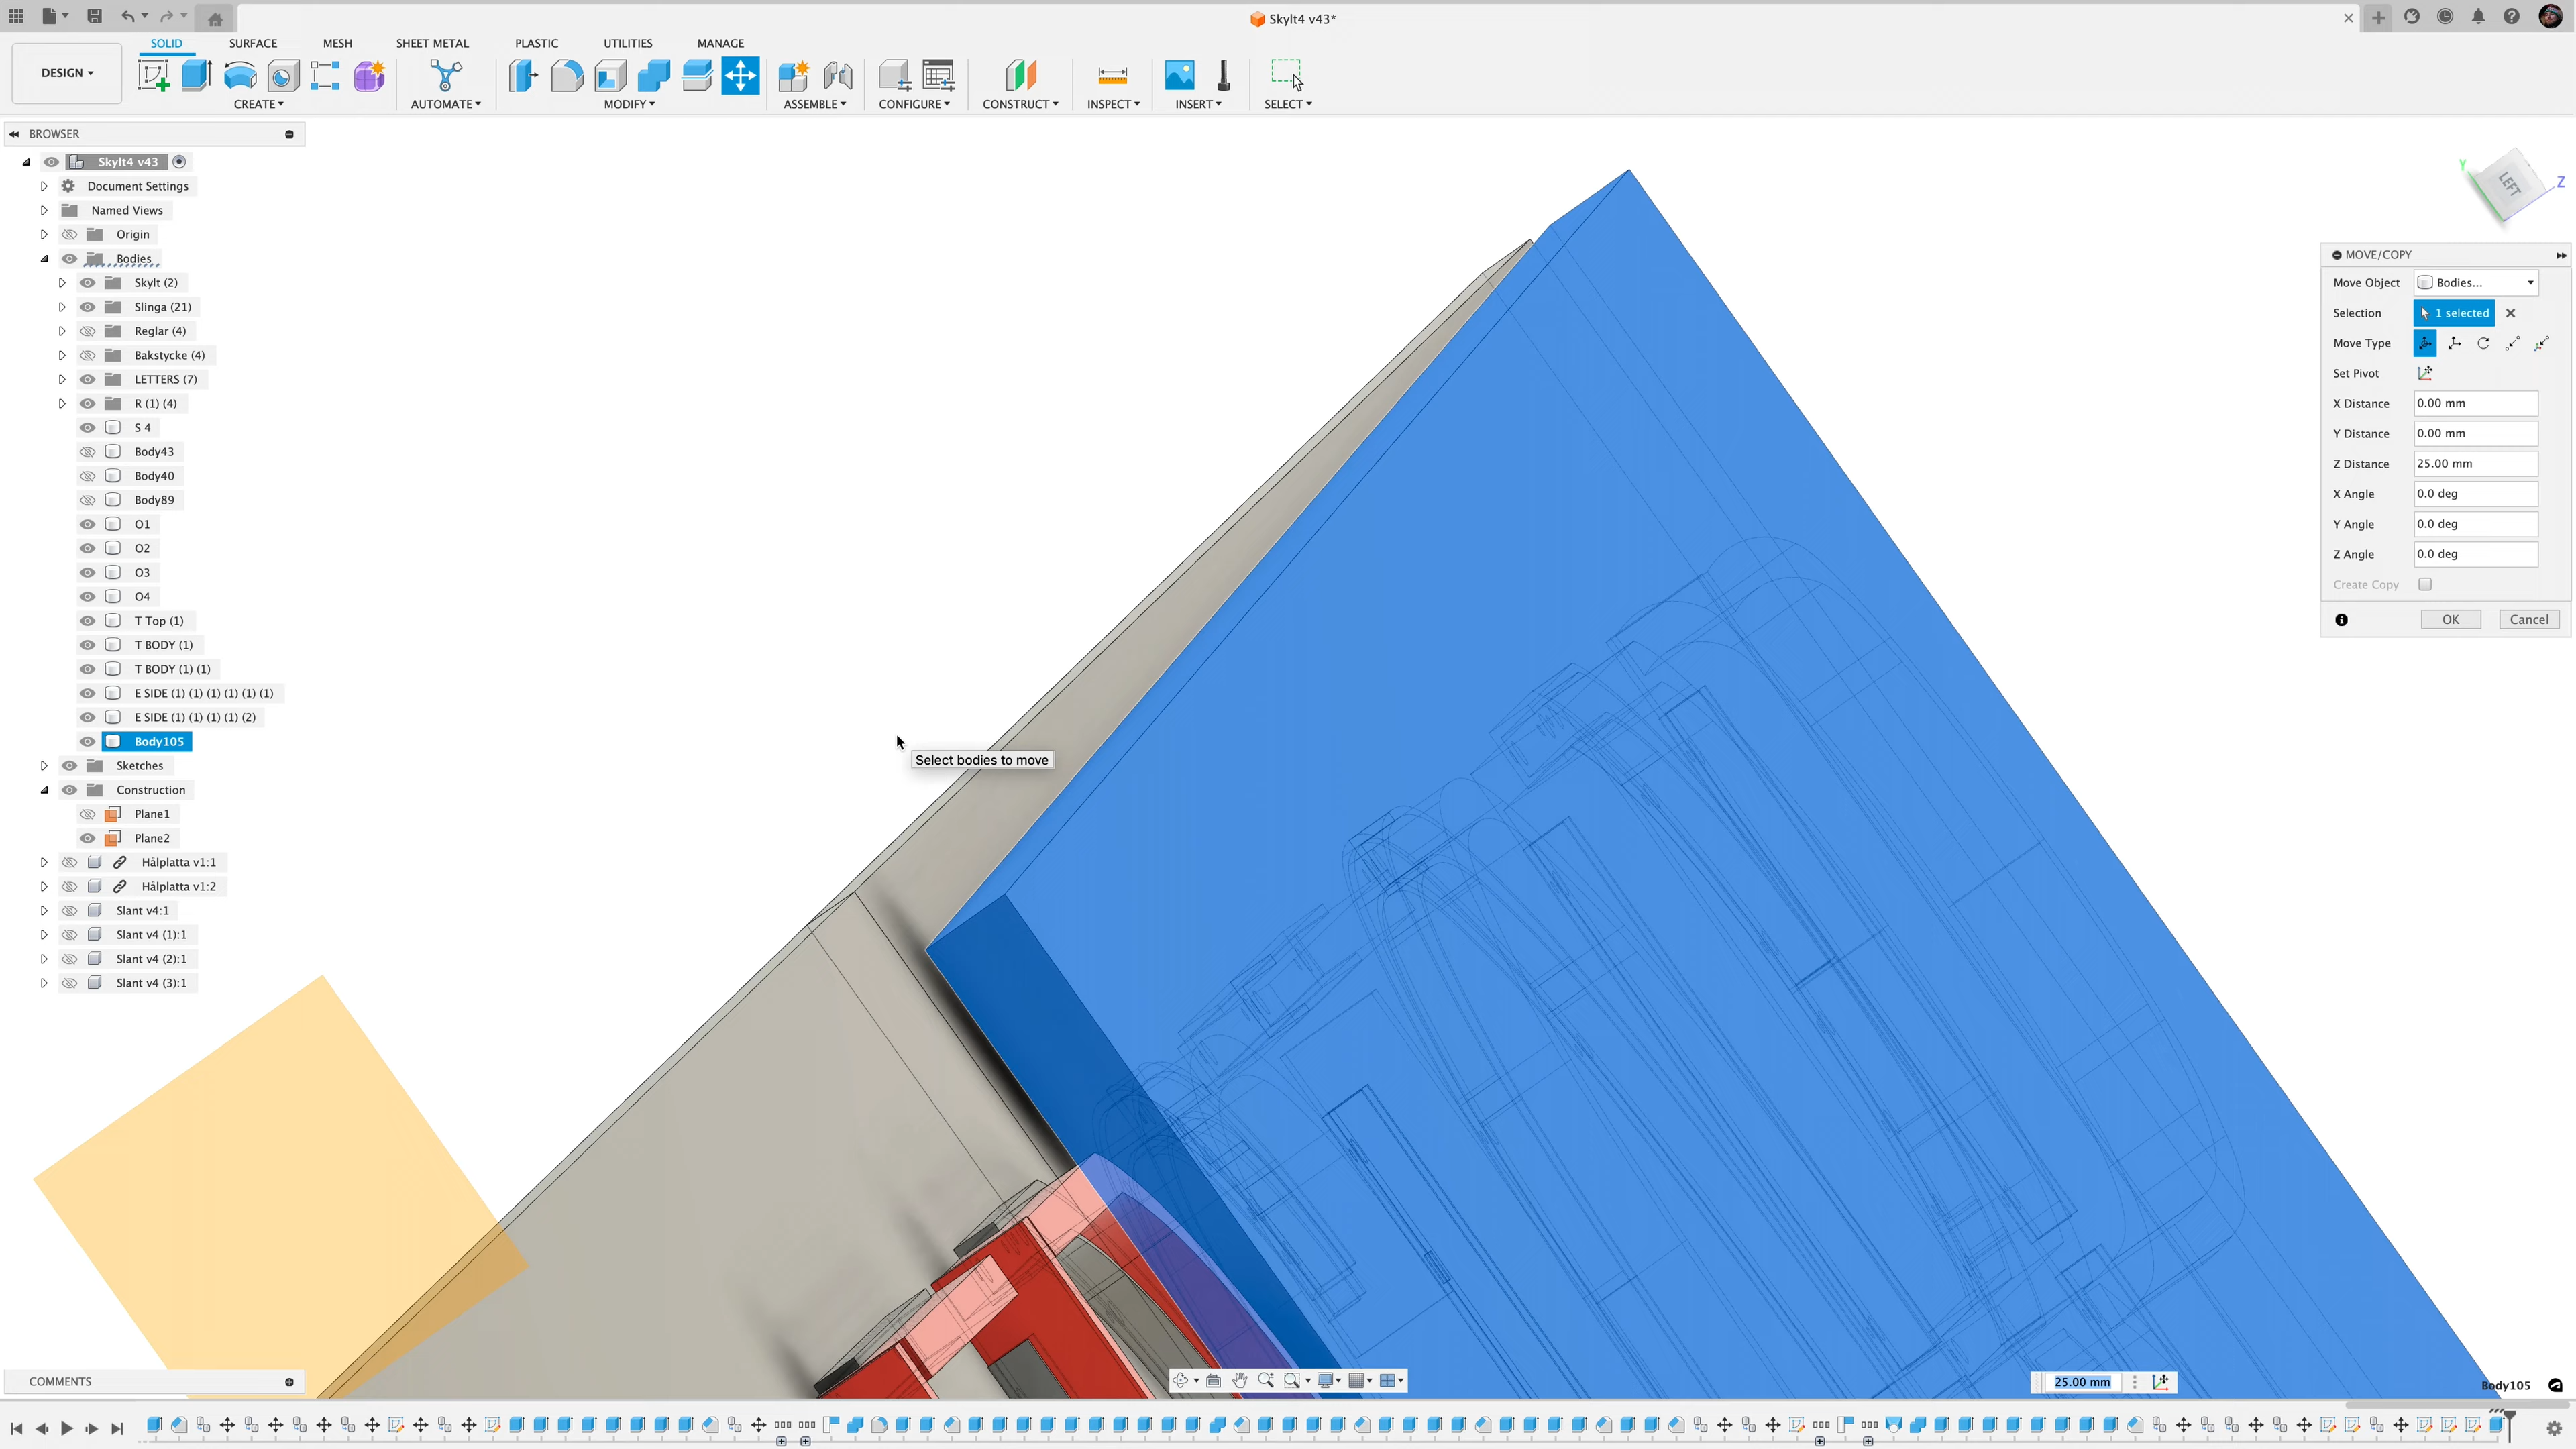 Skylt4 v43*
DESIGN
SOLID
SURFACE
MESH
SHEET METAL
PLASTIC
UTILITIES
MANAGE
CREATE
AUTOMATE
MODIFY
ASSEMBLE
CONFIGURE
CONSTRUCT
INSPECT
INSERT
SELECT
BROWSER
Skylt4 v43
Document Settings
Named Views
Origin
Bodies
Skylt (2)
Slinga (21)
Reglar (4)
Bakstycke (4)
LETTERS (7)
R (1) (4)
S 4
Body43
Body40
Body89
O1
O2
O3
O4
T Top (1)
T BODY (1)
T BODY (1) (1)
E SIDE (1) (1) (1) (1) (1) (1)
E SIDE (1) (1) (1) (1) (2)
Body105
Sketches
Construction
Plane1
Plane2
Hålplatta v1:1
Hålplatta v1:2
Slant v4:1
Slant v4 (1):1
Slant v4 (2):1
Slant v4 (3):1
Select bodies to move
Y
LEFT
Z
MOVE/COPY
Move Object Bodies...
Selection 1 selected
Move Type
Set Pivot
X Distance 0.00 mm
Y Distance 0.00 mm
Z Distance 25.00 mm
X Angle 0.0 deg
Y Angle 0.0 deg
Z Angle 0.0 deg
Create Copy
OK Cancel
COMMENTS
25.00 mm
Body105